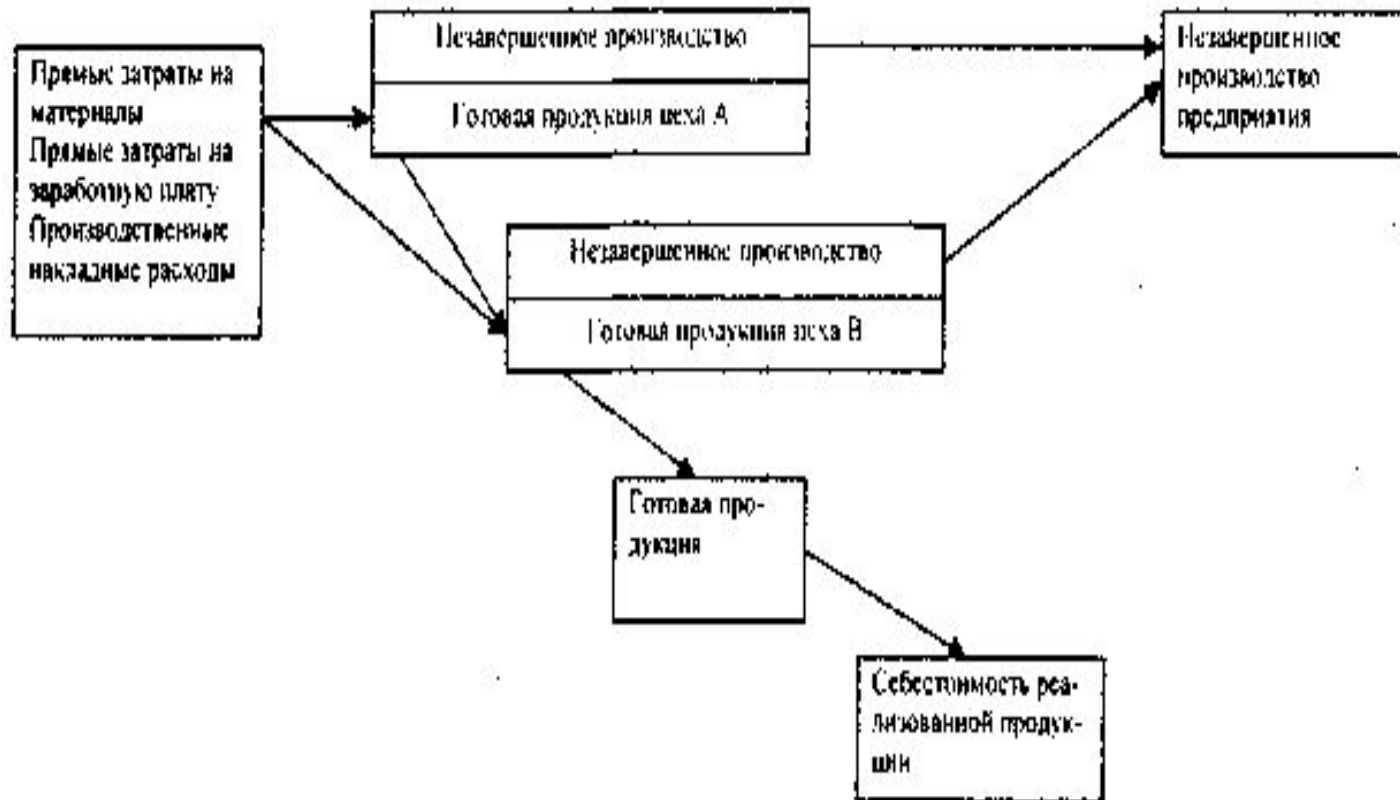 Прямые затраты на
материалы
Прямые затраты на
заработную плату
Производственные
накладные расходы
Незавершенное производство
Готовая продукция цеха А
Незавершенное производство
Готовая продукция цеха В
Незавершенное
производство
предприятия
Готовая про-
дукция
Себестоимость реа-
лизованной продук-
ции